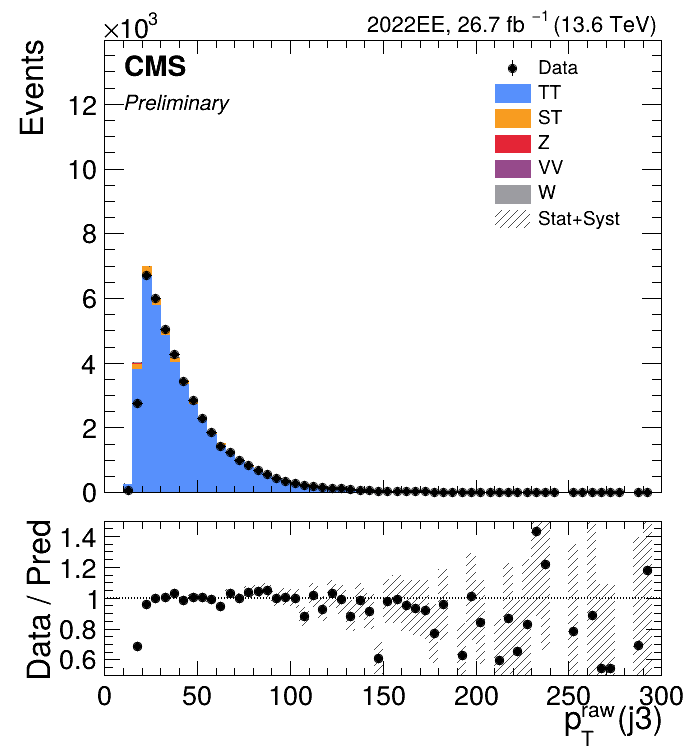 ×10³
2022EE, 26.7 fb ⁻¹ (13.6 TeV)
CMS
Preliminary
Events
12
10
8
6
4
2
0
Data
TT
ST
Z
VV
W
Stat+Syst
Data / Pred
1.4
1.2
1
0.8
0.6
0 50 100 150 200 250 300
p_T^raw(j3)